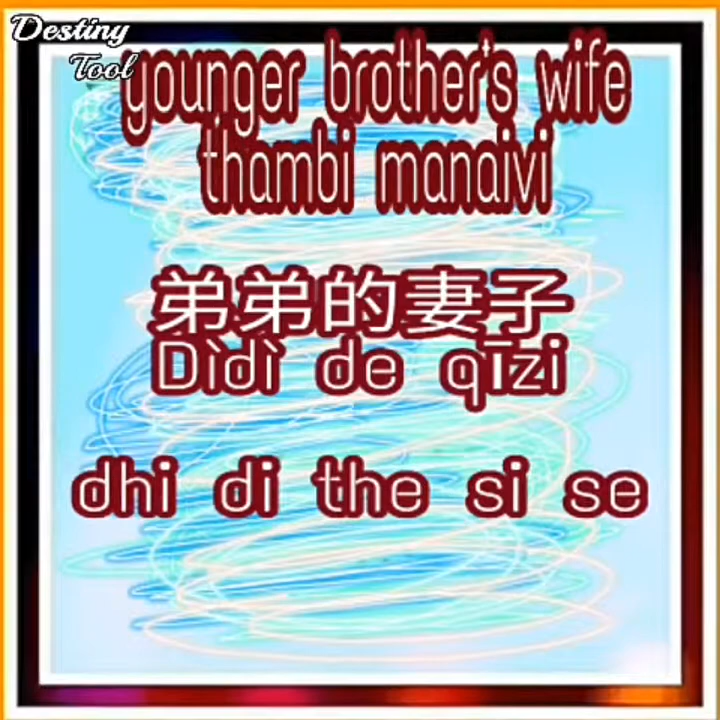 Destiny
Tool
younger brother's wife
thambi manaivi
弟弟的妻子
Dìdì de qīzi
dhi di the si se